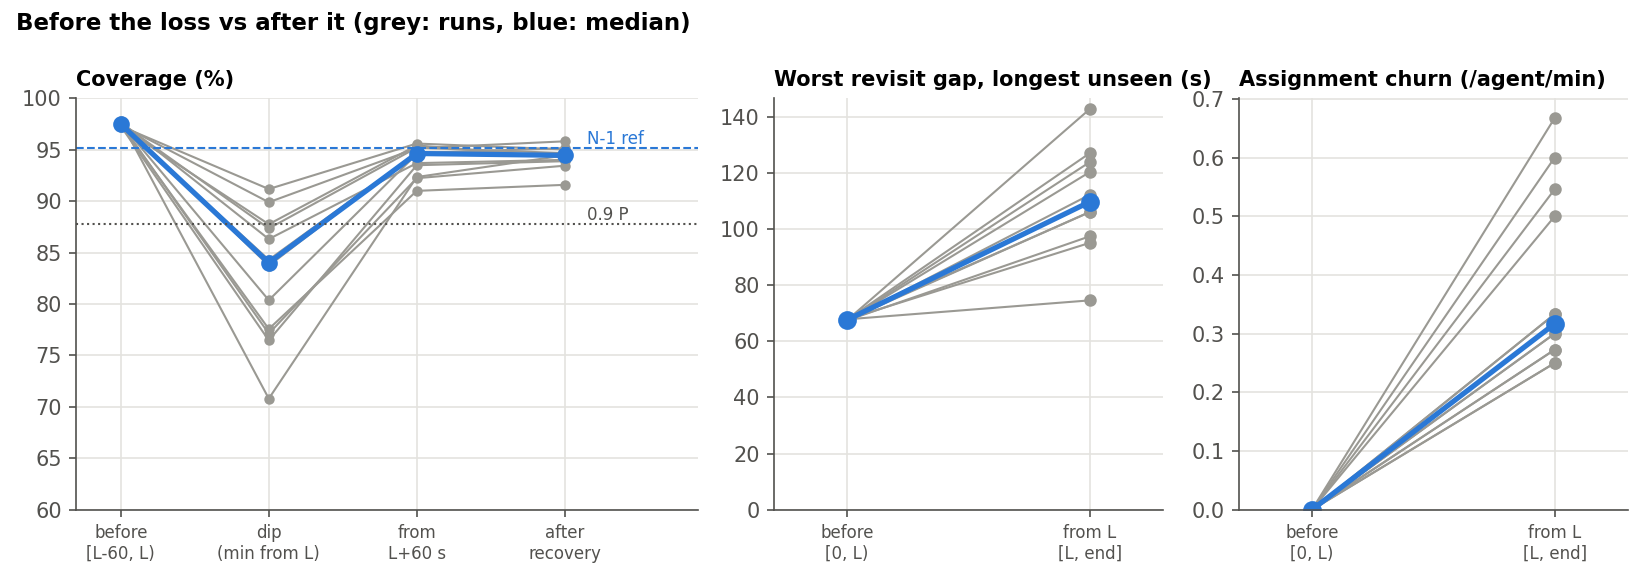 Before the loss vs after it (grey: runs, blue: median)
Coverage (%)
100
95
90
85
80
75
70
65
60
N-1 ref
0.9 P
before
[L-60, L)
dip
(min from L)
from
L+60 s
after
recovery
Worst revisit gap, longest unseen (s)
140
120
100
80
60
40
20
0
before
[0, L)
from L
[L, end]
Assignment churn (/agent/min)
0.7
0.6
0.5
0.4
0.3
0.2
0.1
0.0
before
[0, L)
from L
[L, end]